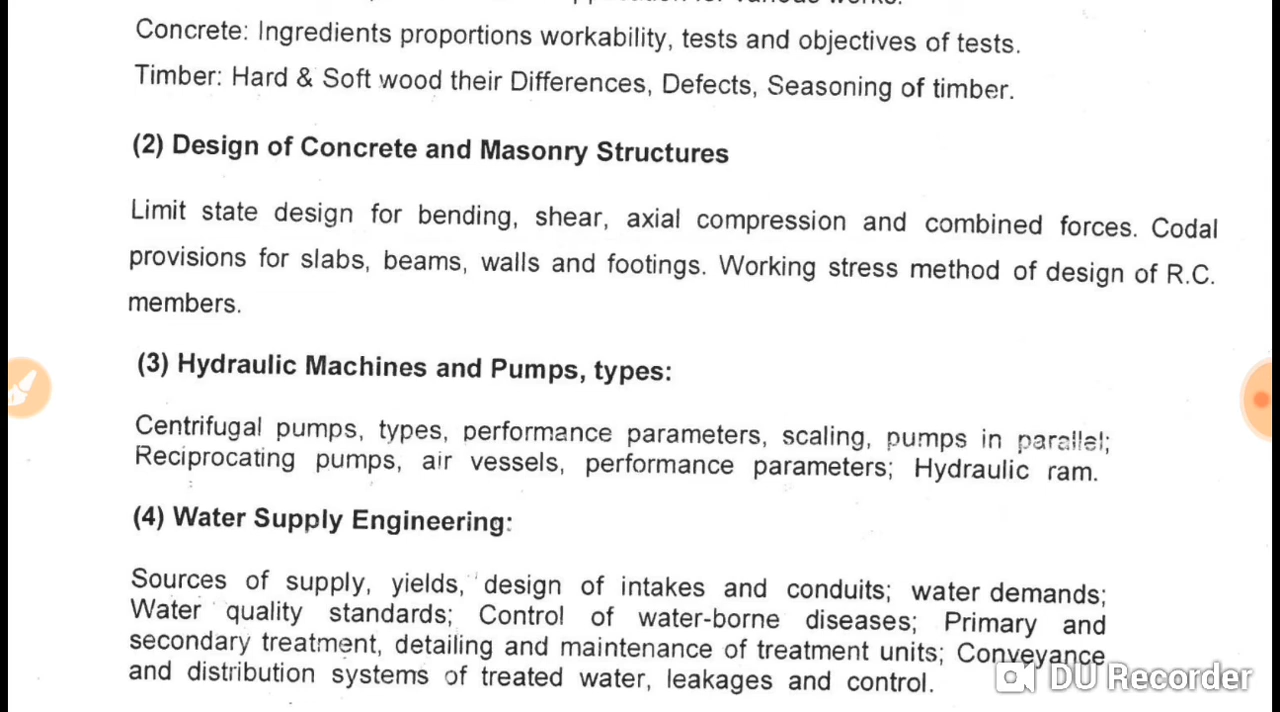 Concrete: Ingredients proportions workability, tests and objectives of tests.
Timber: Hard & Soft wood their Differences, Defects, Seasoning of timber.
(2) Design of Concrete and Masonry Structures
Limit state design for bending, shear, axial compression and combined forces. Codal
provisions for slabs, beams, walls and footings. Working stress method of design of R.C.
members.
(3) Hydraulic Machines and Pumps, types:
Centrifugal pumps, types, performance parameters, scaling, pumps in parallel;
Reciprocating pumps, air vessels, performance parameters; Hydraulic ram.
(4) Water Supply Engineering:
Sources of supply, yields, design of intakes and conduits; water demands;
Water quality standards; Control of water-borne diseases; Primary and
secondary treatment, detailing and maintenance of treatment units; Conveyance
and distribution systems of treated water, leakages and control.
DU Recorder